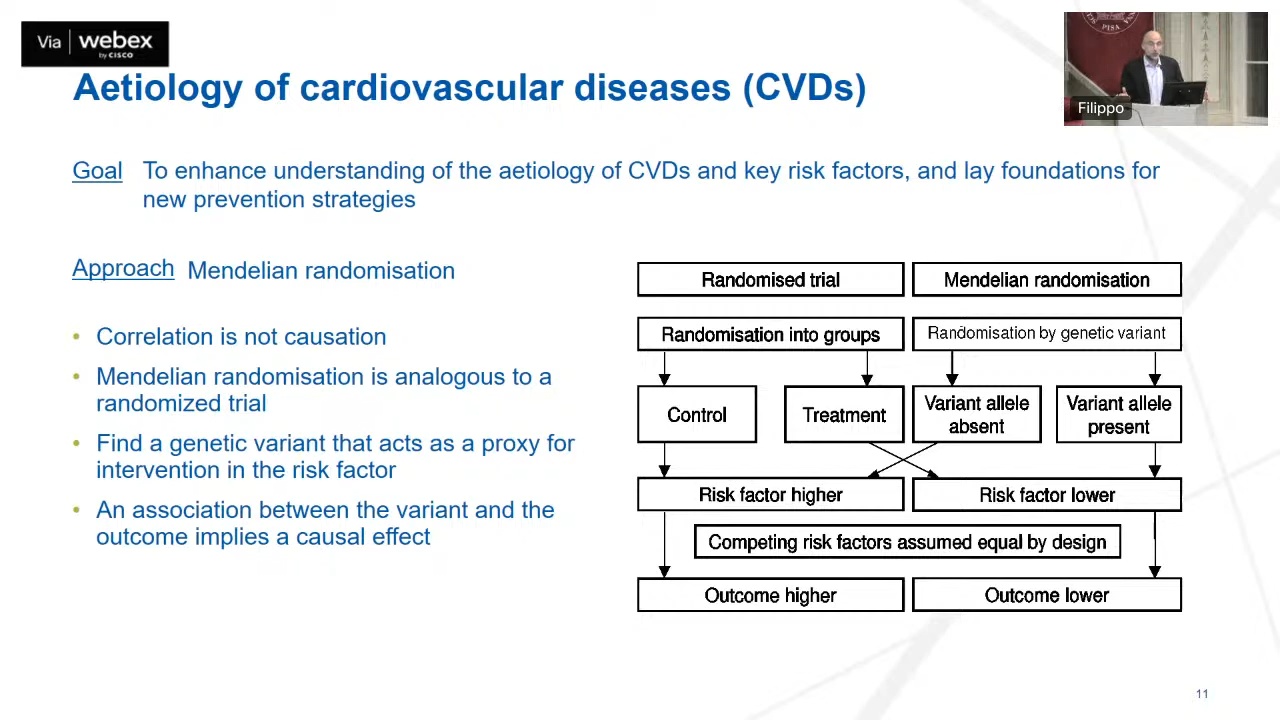 Via webex
by CISCO
Filippo
PISA
Aetiology of cardiovascular diseases (CVDs)
Goal To enhance understanding of the aetiology of CVDs and key risk factors, and lay foundations for
new prevention strategies
Approach Mendelian randomisation
• Correlation is not causation
• Mendelian randomisation is analogous to a
randomized trial
• Find a genetic variant that acts as a proxy for
intervention in the risk factor
• An association between the variant and the
outcome implies a causal effect
Randomised trial
Mendelian randomisation
Randomisation into groups
Randomisation by genetic variant
Control
Treatment
Variant allele
absent
Variant allele
present
Risk factor higher
Risk factor lower
Competing risk factors assumed equal by design
Outcome higher
Outcome lower
11